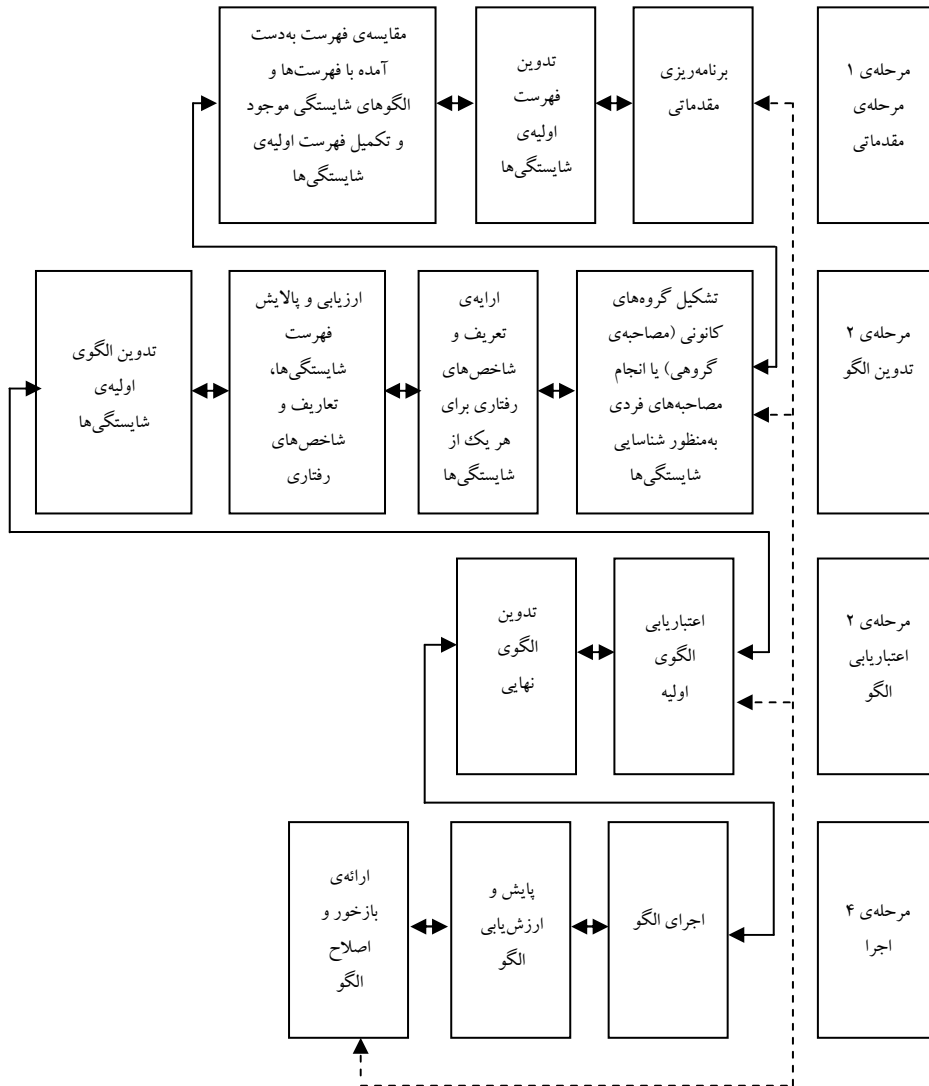 مرحله‌ی ۱
مرحله‌ی
مقدماتی
برنامه‌ریزی
مقدماتی
تدوین
فهرست
اولیه‌ی
شایستگی‌ها
مقایسه‌ی فهرست به‌دست
آمده با فهرست‌ها و
الگوهای شایستگی موجود
و تکمیل فهرست اولیه‌ی
شایستگی‌ها
مرحله‌ی ۲
تدوین الگو
تشکیل گروه‌های
کانونی (مصاحبه‌ی
گروهی) یا انجام
مصاحبه‌های فردی
به‌منظور شناسایی
شایستگی‌ها
ارایه‌ی
تعریف و
شاخص‌های
رفتاری برای
هر یک از
شایستگی‌ها
ارزیابی و پالایش
فهرست
شایستگی‌ها،
تعاریف و
شاخص‌های
رفتاری
تدوین الگوی
اولیه‌ی
شایستگی‌ها
مرحله‌ی ۲
اعتباریابی
الگو
اعتباریابی
الگوی
اولیه
تدوین
الگوی
نهایی
مرحله‌ی ۴
اجرا
اجرای الگو
پایش و
ارزش‌یابی
الگو
ارائه‌ی
بازخور و
اصلاح
الگو